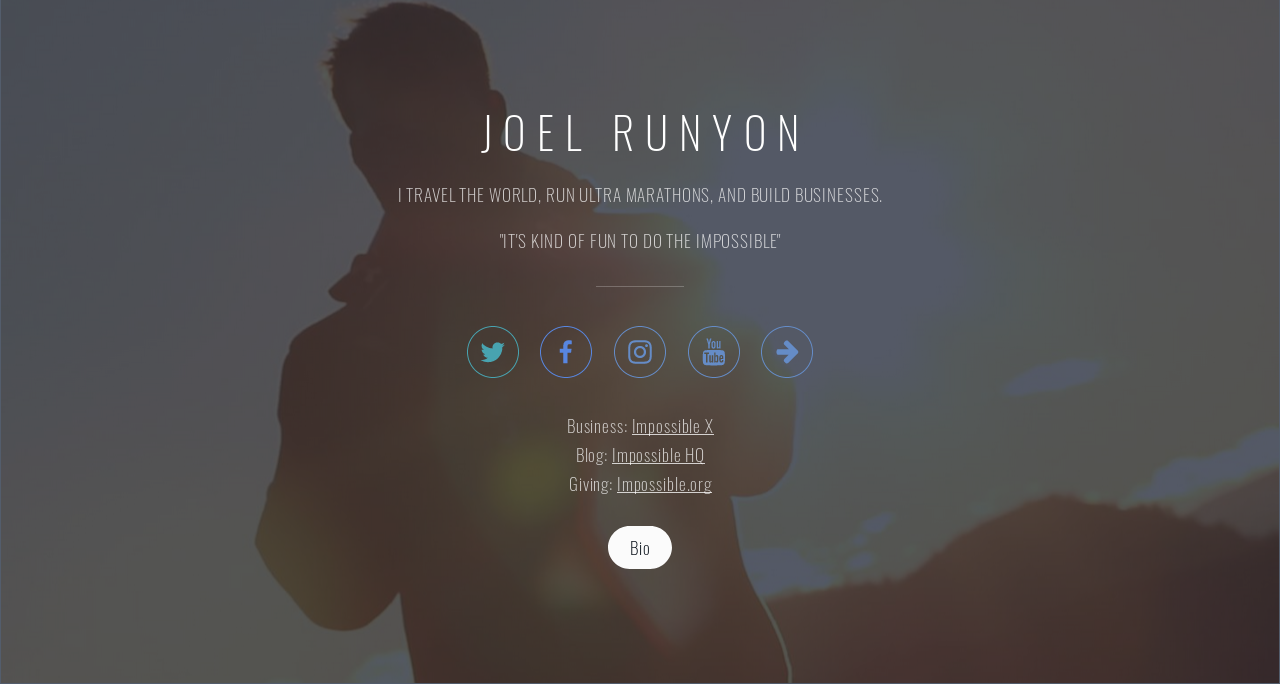 JOEL RUNYON
I TRAVEL THE WORLD, RUN ULTRA MARATHONS, AND BUILD BUSINESSES.
"IT'S KIND OF FUN TO DO THE IMPOSSIBLE"
You
Tube
Business: Impossible X
Blog: Impossible HQ
Giving: Impossible.org
Bio